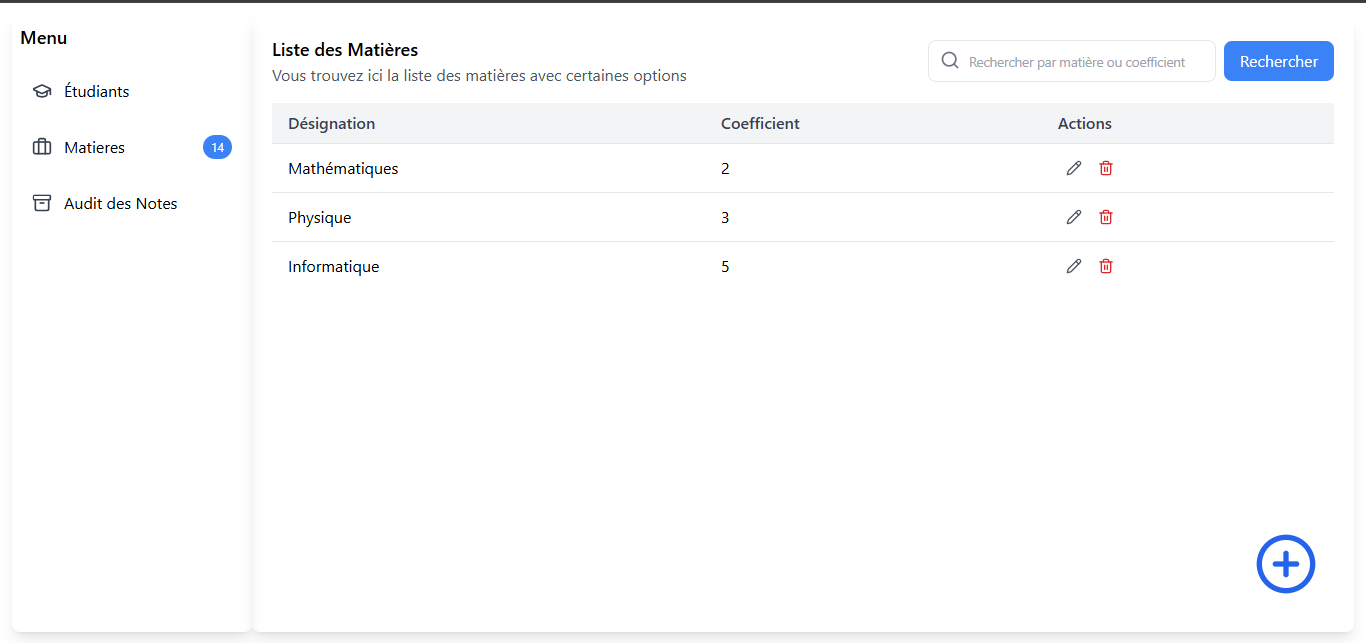 Menu
Étudiants
Matieres 14
Audit des Notes
Liste des Matières
Vous trouvez ici la liste des matières avec certaines options
Rechercher par matière ou coefficient Rechercher
Désignation Coefficient Actions
Mathématiques 2
Physique 3
Informatique 5